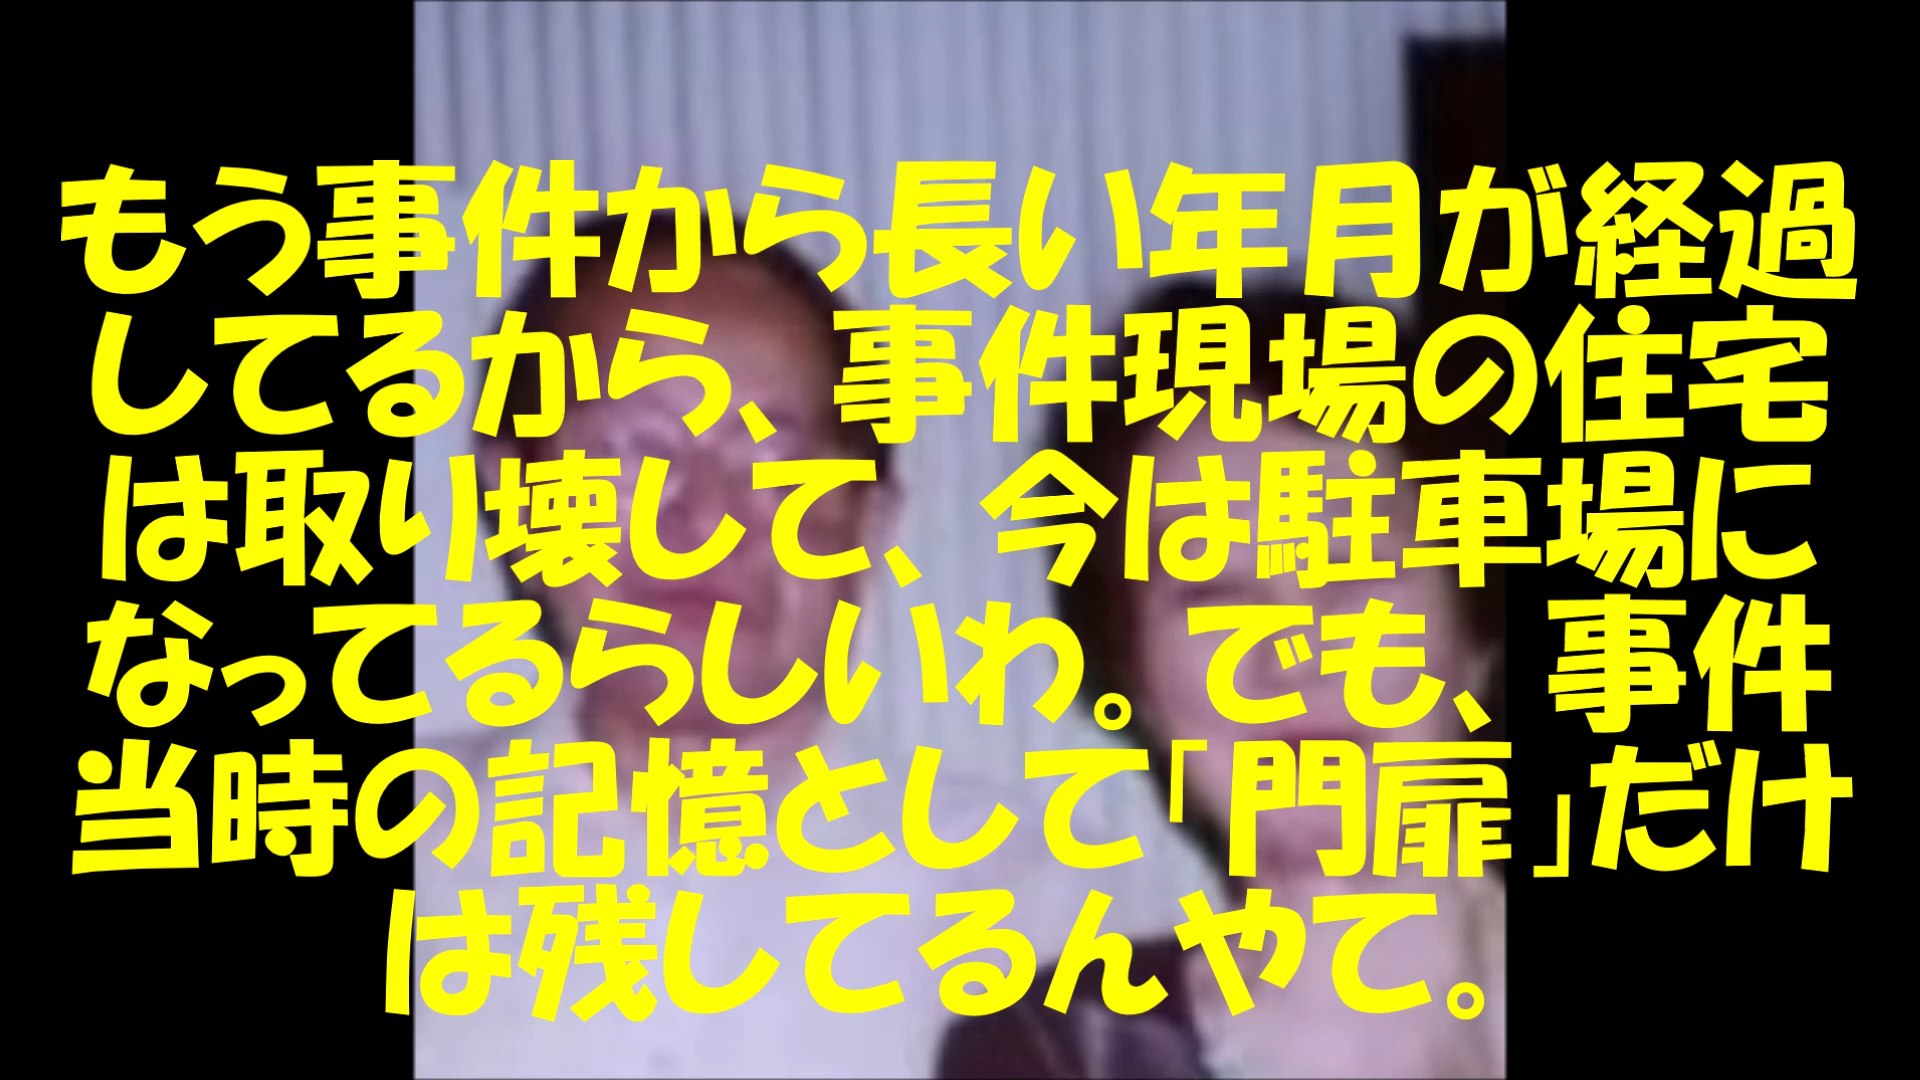 もう事件から長い年月が経過
してるから、事件現場の住宅
は取り壊して、今は駐車場に
なってるらしいわ。でも、事件
当時の記憶として「門扉」だけ
は残してるんやて。